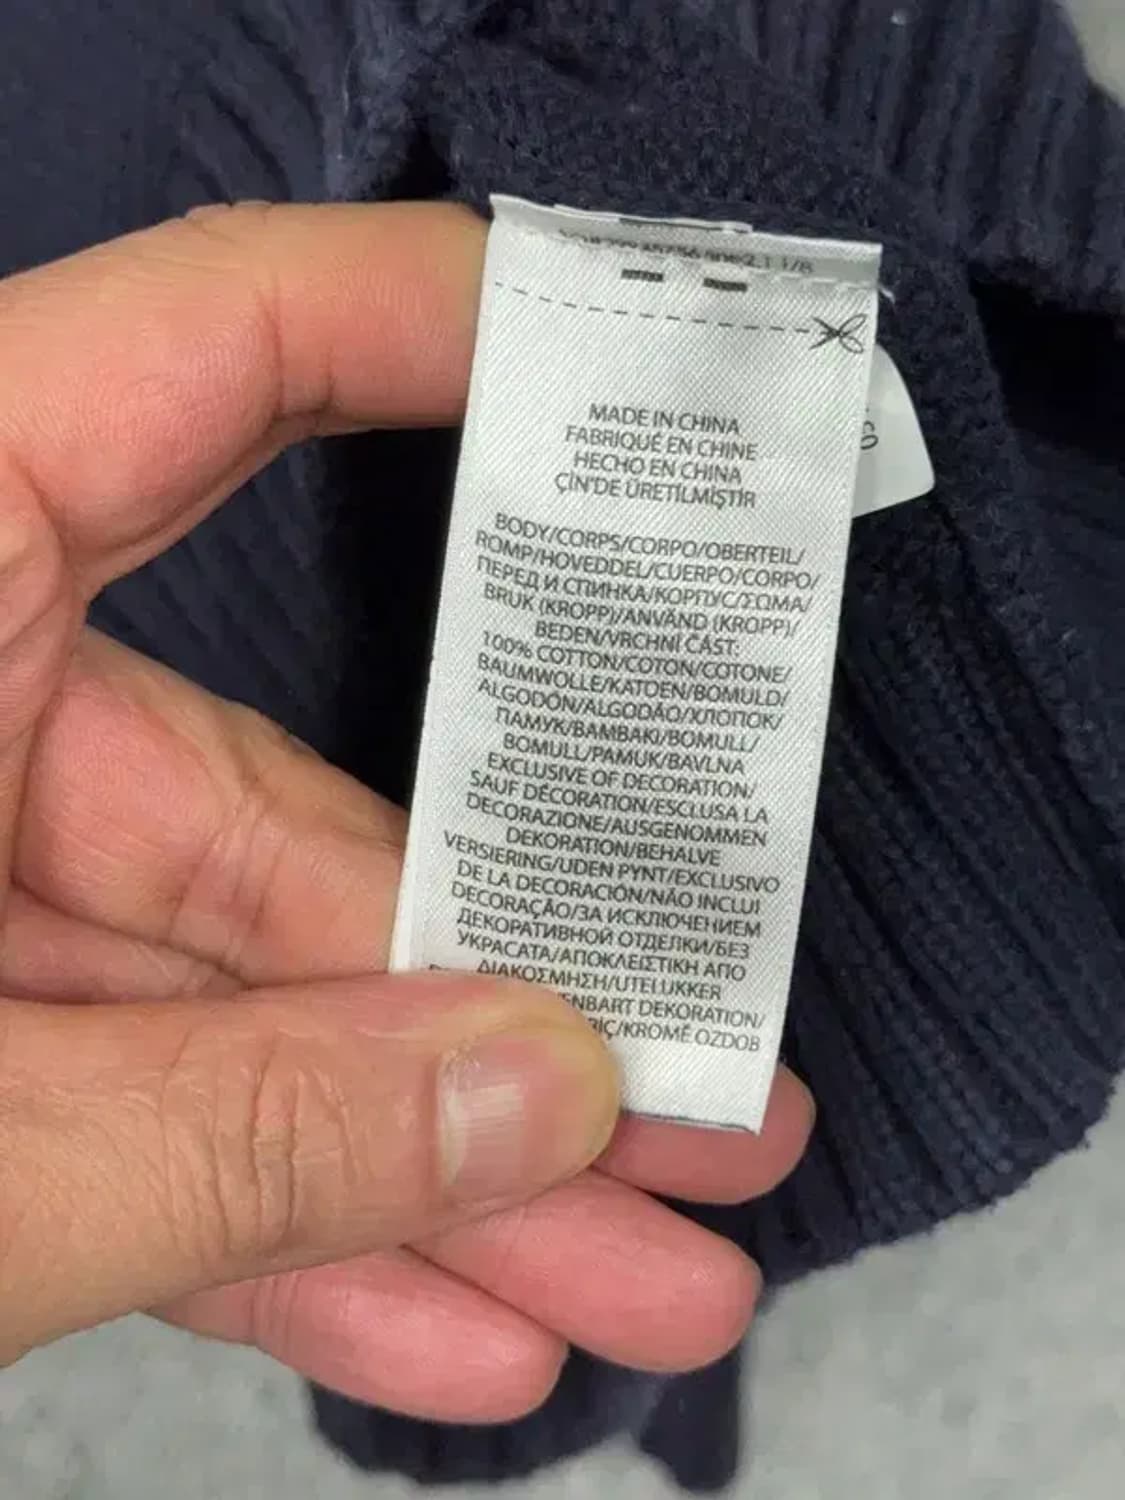 MADE IN CHINA
FABRIQUÉ EN CHINE
HECHO EN CHINA
ÇİN'DE ÜRETİLMİŞTİR
BODY/CORPS/CORPO/OBERTEIL/
ROMP/HOVEDDEL/CUERPO/CORPO/
ПЕРЕД И СПИНКА/КОРПУС/ΣΩΜΑ/
BRUK (KROPP)/ANVÄND (KROPP)/
BEDEN/VRCHNÍ ČÁST:
100% COTTON/COTON/COTONE/
BAUMWOLLE/KATOEN/BOMULD/
ALGODÓN/ALGODÃO/ХЛОПОК/
ПАМУК/ΒΑΜΒΑΚΙ/BOMULL/
BOMULL/PAMUK/BAVLNA
EXCLUSIVE OF DECORATION/
SAUF DÉCORATION/ESCLUSA LA
DECORAZIONE/AUSGENOMMEN
DEKORATION/BEHALVE
VERSIERING/UDEN PYNT/EXCLUSIVO
DE LA DECORACIÓN/NÃO INCLUI
DECORAÇÃO/ЗА ИСКЛЮЧЕНИЕМ
ДЕКОРАТИВНОЙ ОТДЕЛКИ/БЕЗ
УКРАСАТА/ΑΠΟΚΛΕΙΣΤΙΚΗ ΑΠΟ
ΔΙΑΚΟΣΜΗΣΗ/UTELUKKER
DEKORATION/
/KROMĚ OZDOB